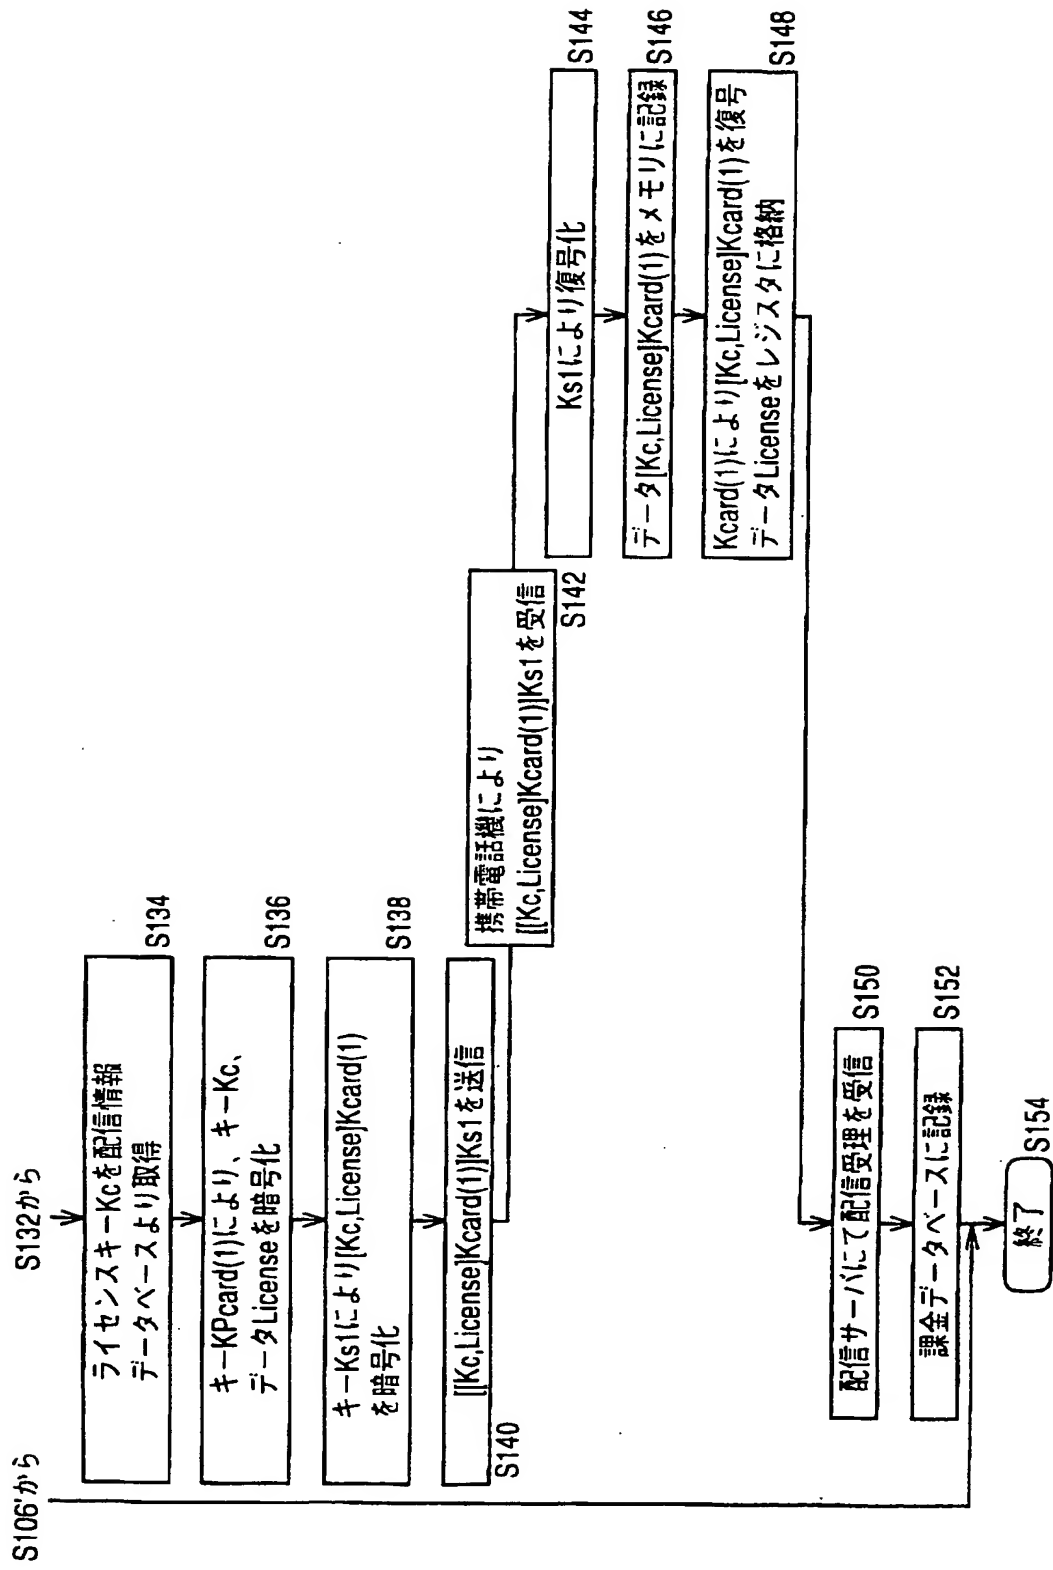 S106'から
S132から
ライセンスキーKcを配信情報
データベースより取得
S134
キーKPcard(1)により、キーKc、
データLicenseを暗号化
S136
キーKs1により[Kc,License]Kcard(1)
を暗号化
S138
[[Kc,License]Kcard(1)]Ks1を送信
S140
携帯電話機により
[[Kc,License]Kcard(1)]Ks1を受信
S142
Ks1により復号化
S144
データ[Kc,License]Kcard(1)をメモリに記録
S146
Kcard(1)により[Kc,License]Kcard(1)を復号
データLicenseをレジスタに格納
S148
配信サーバにて配信受理を受信
S150
課金データベースに記録
S152
終了
S154